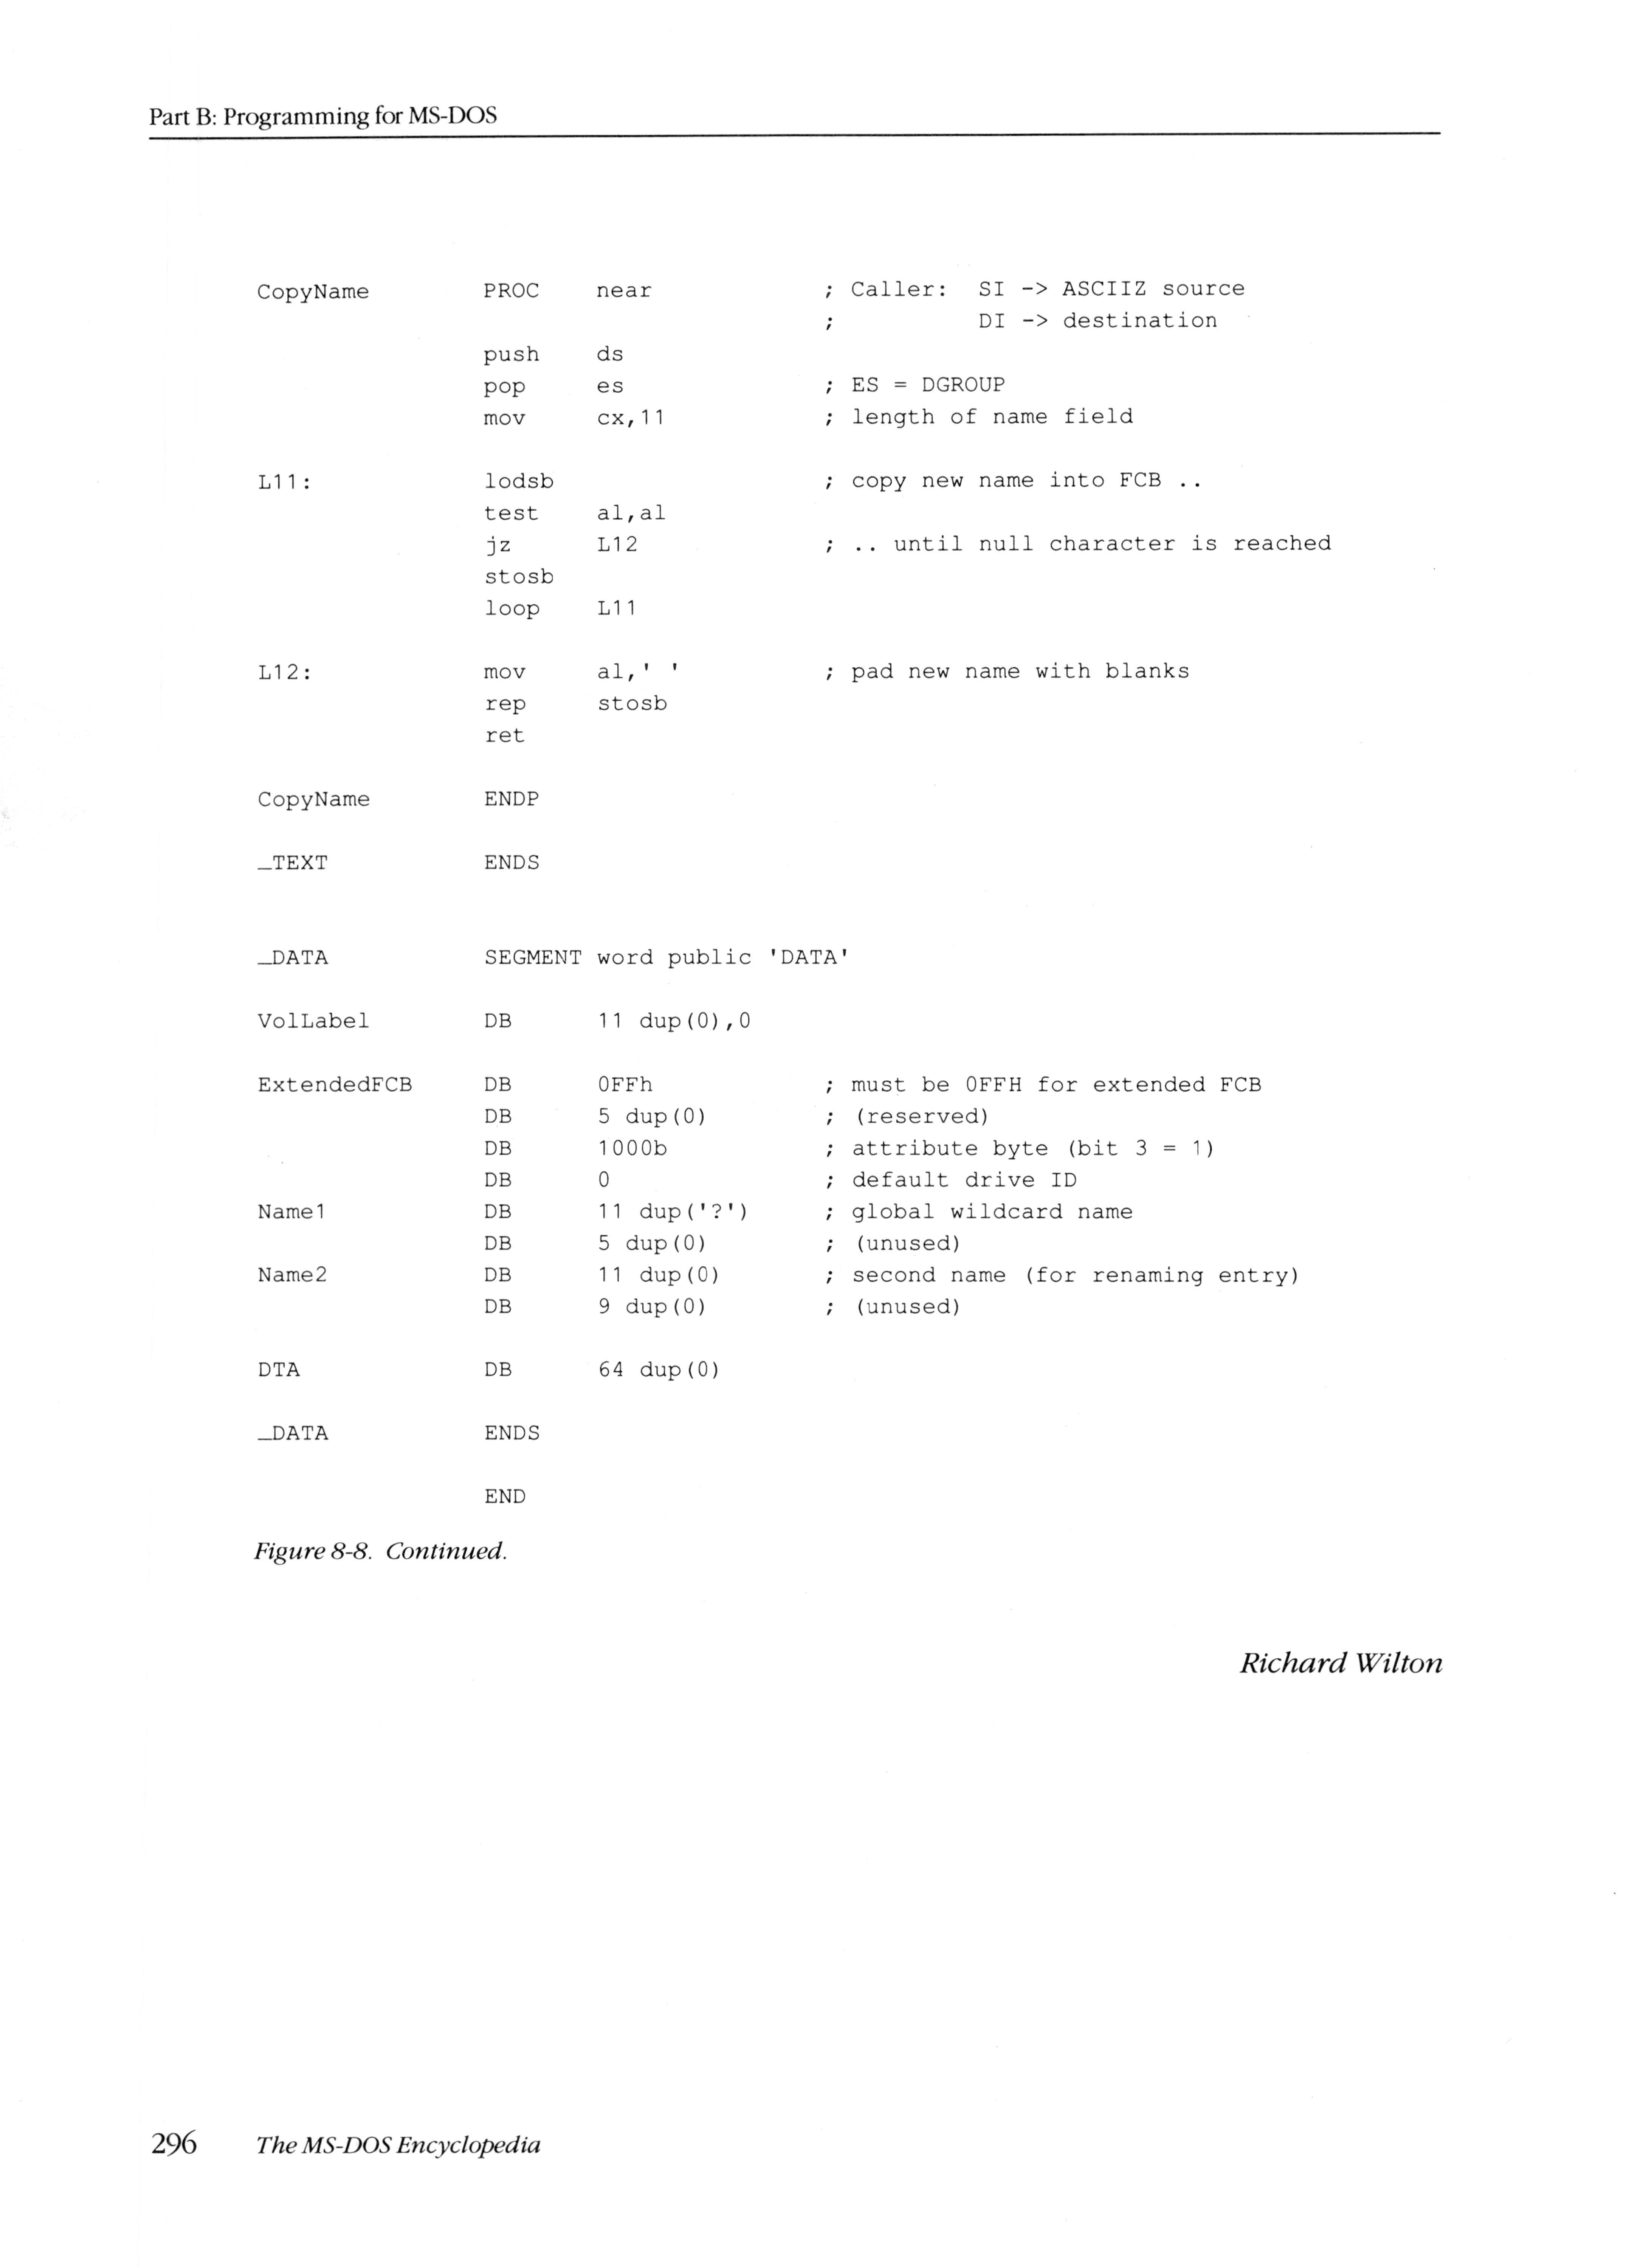 Part B: Programming for MS-DOS
CopyName PROC near ; Caller: SI -> ASCIIZ source
; DI -> destination
push ds
pop es ; ES = DGROUP
mov cx,11 ; length of name field
L11: lodsb ; copy new name into FCB ..
test al,al
jz L12 ; .. until null character is reached
stosb
loop L11
L12: mov al,' ' ; pad new name with blanks
rep stosb
ret
CopyName ENDP
_TEXT ENDS
_DATA SEGMENT word public 'DATA'
VolLabel DB 11 dup(0),0
ExtendedFCB DB 0FFh ; must be 0FFH for extended FCB
DB 5 dup(0) ; (reserved)
DB 1000b ; attribute byte (bit 3 = 1)
DB 0 ; default drive ID
Name1 DB 11 dup('?') ; global wildcard name
DB 5 dup(0) ; (unused)
Name2 DB 11 dup(0) ; second name (for renaming entry)
DB 9 dup(0) ; (unused)
DTA DB 64 dup(0)
_DATA ENDS
END
Figure 8-8. Continued.
Richard Wilton
296 The MS-DOS Encyclopedia